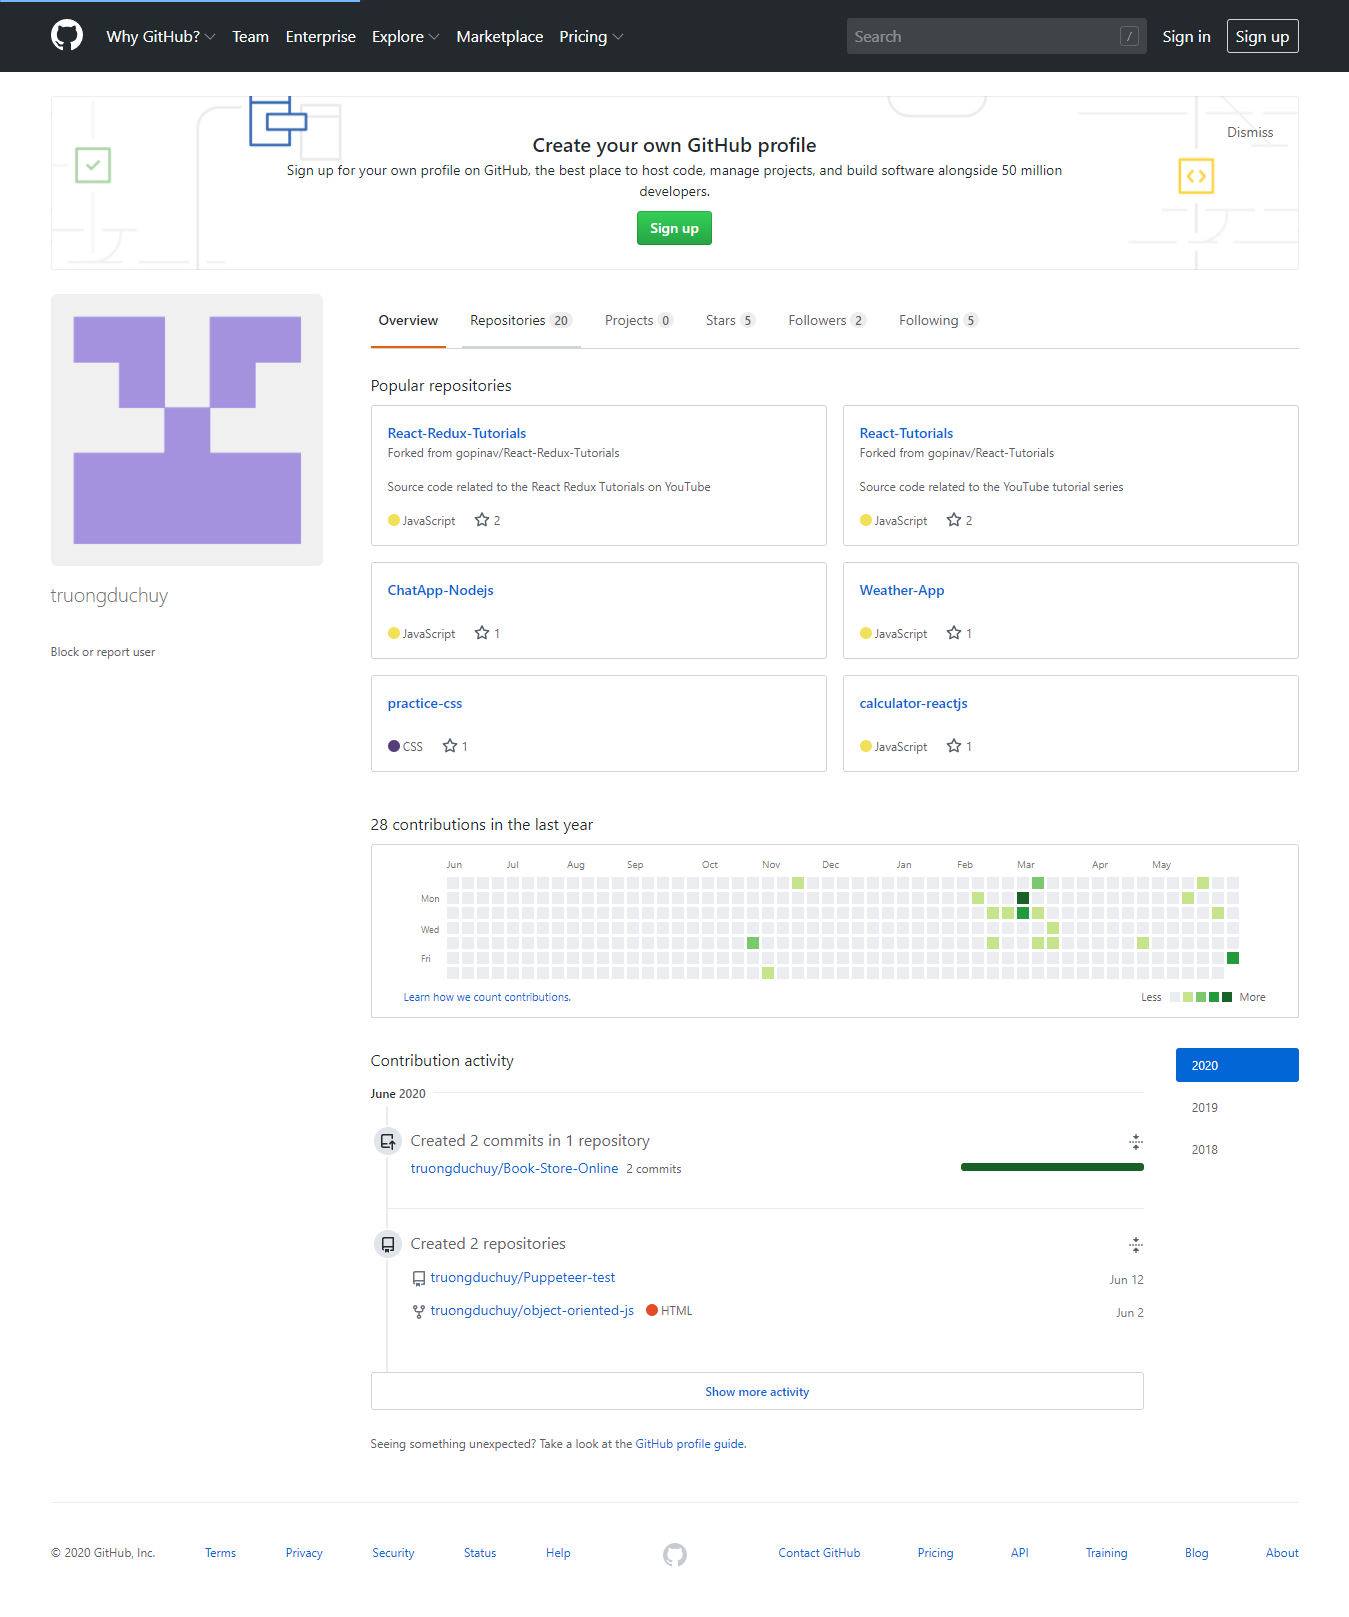 Why GitHub? Team Enterprise Explore Marketplace Pricing Search / Sign in Sign up
Dismiss
Create your own GitHub profile
Sign up for your own profile on GitHub, the best place to host code, manage projects, and build software alongside 50 million
developers.
Sign up
Overview Repositories 20 Projects 0 Stars 5 Followers 2 Following 5
truongduchuy
Block or report user
Popular repositories
React-Redux-Tutorials
Forked from gopinav/React-Redux-Tutorials
Source code related to the React Redux Tutorials on YouTube
JavaScript 2
React-Tutorials
Forked from gopinav/React-Tutorials
Source code related to the YouTube tutorial series
JavaScript 2
ChatApp-Nodejs
JavaScript 1
Weather-App
JavaScript 1
practice-css
CSS 1
calculator-reactjs
JavaScript 1
28 contributions in the last year
Jun Jul Aug Sep Oct Nov Dec Jan Feb Mar Apr May
Mon
Wed
Fri
Learn how we count contributions. Less More
Contribution activity
2020
2019
2018
June 2020
Created 2 commits in 1 repository
truongduchuy/Book-Store-Online 2 commits
Created 2 repositories
truongduchuy/Puppeteer-test Jun 12
truongduchuy/object-oriented-js HTML Jun 2
Show more activity
Seeing something unexpected? Take a look at the GitHub profile guide.
© 2020 GitHub, Inc. Terms Privacy Security Status Help Contact GitHub Pricing API Training Blog About